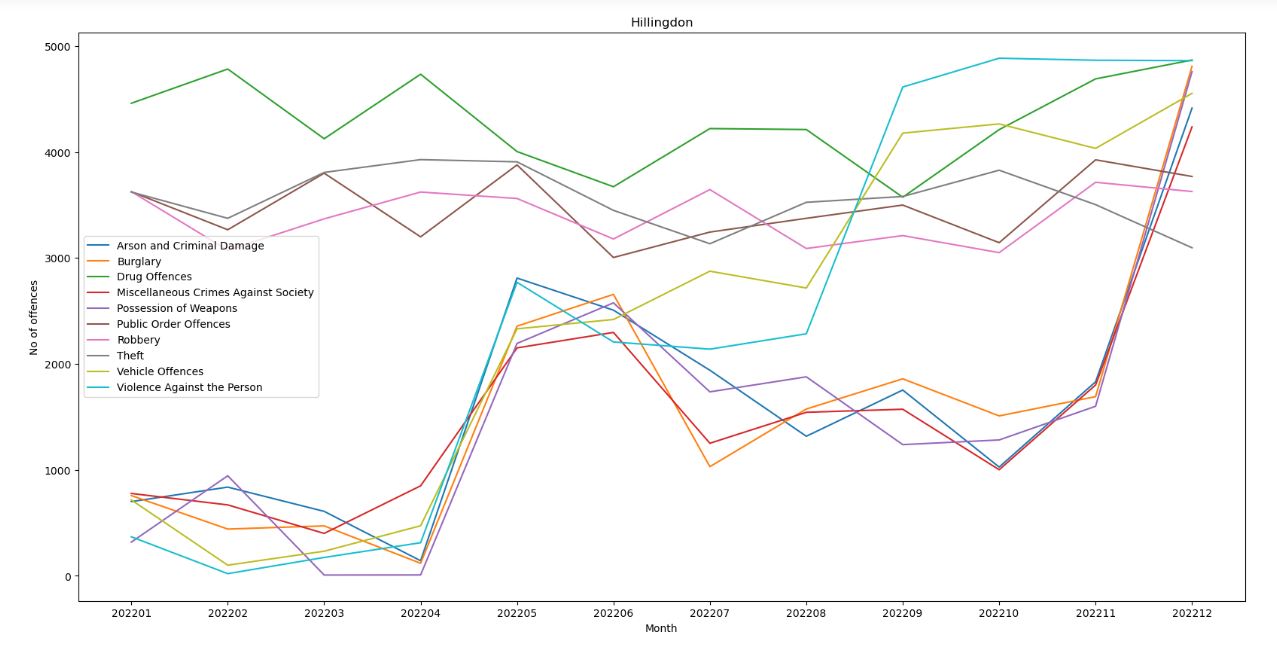 Hillingdon
5000
4000
3000
2000
1000
0
No of offences
Arson and Criminal Damage
Burglary
Drug Offences
Miscellaneous Crimes Against Society
Possession of Weapons
Public Order Offences
Robbery
Theft
Vehicle Offences
Violence Against the Person
202201 202202 202203 202204 202205 202206 202207 202208 202209 202210 202211 202212
Month